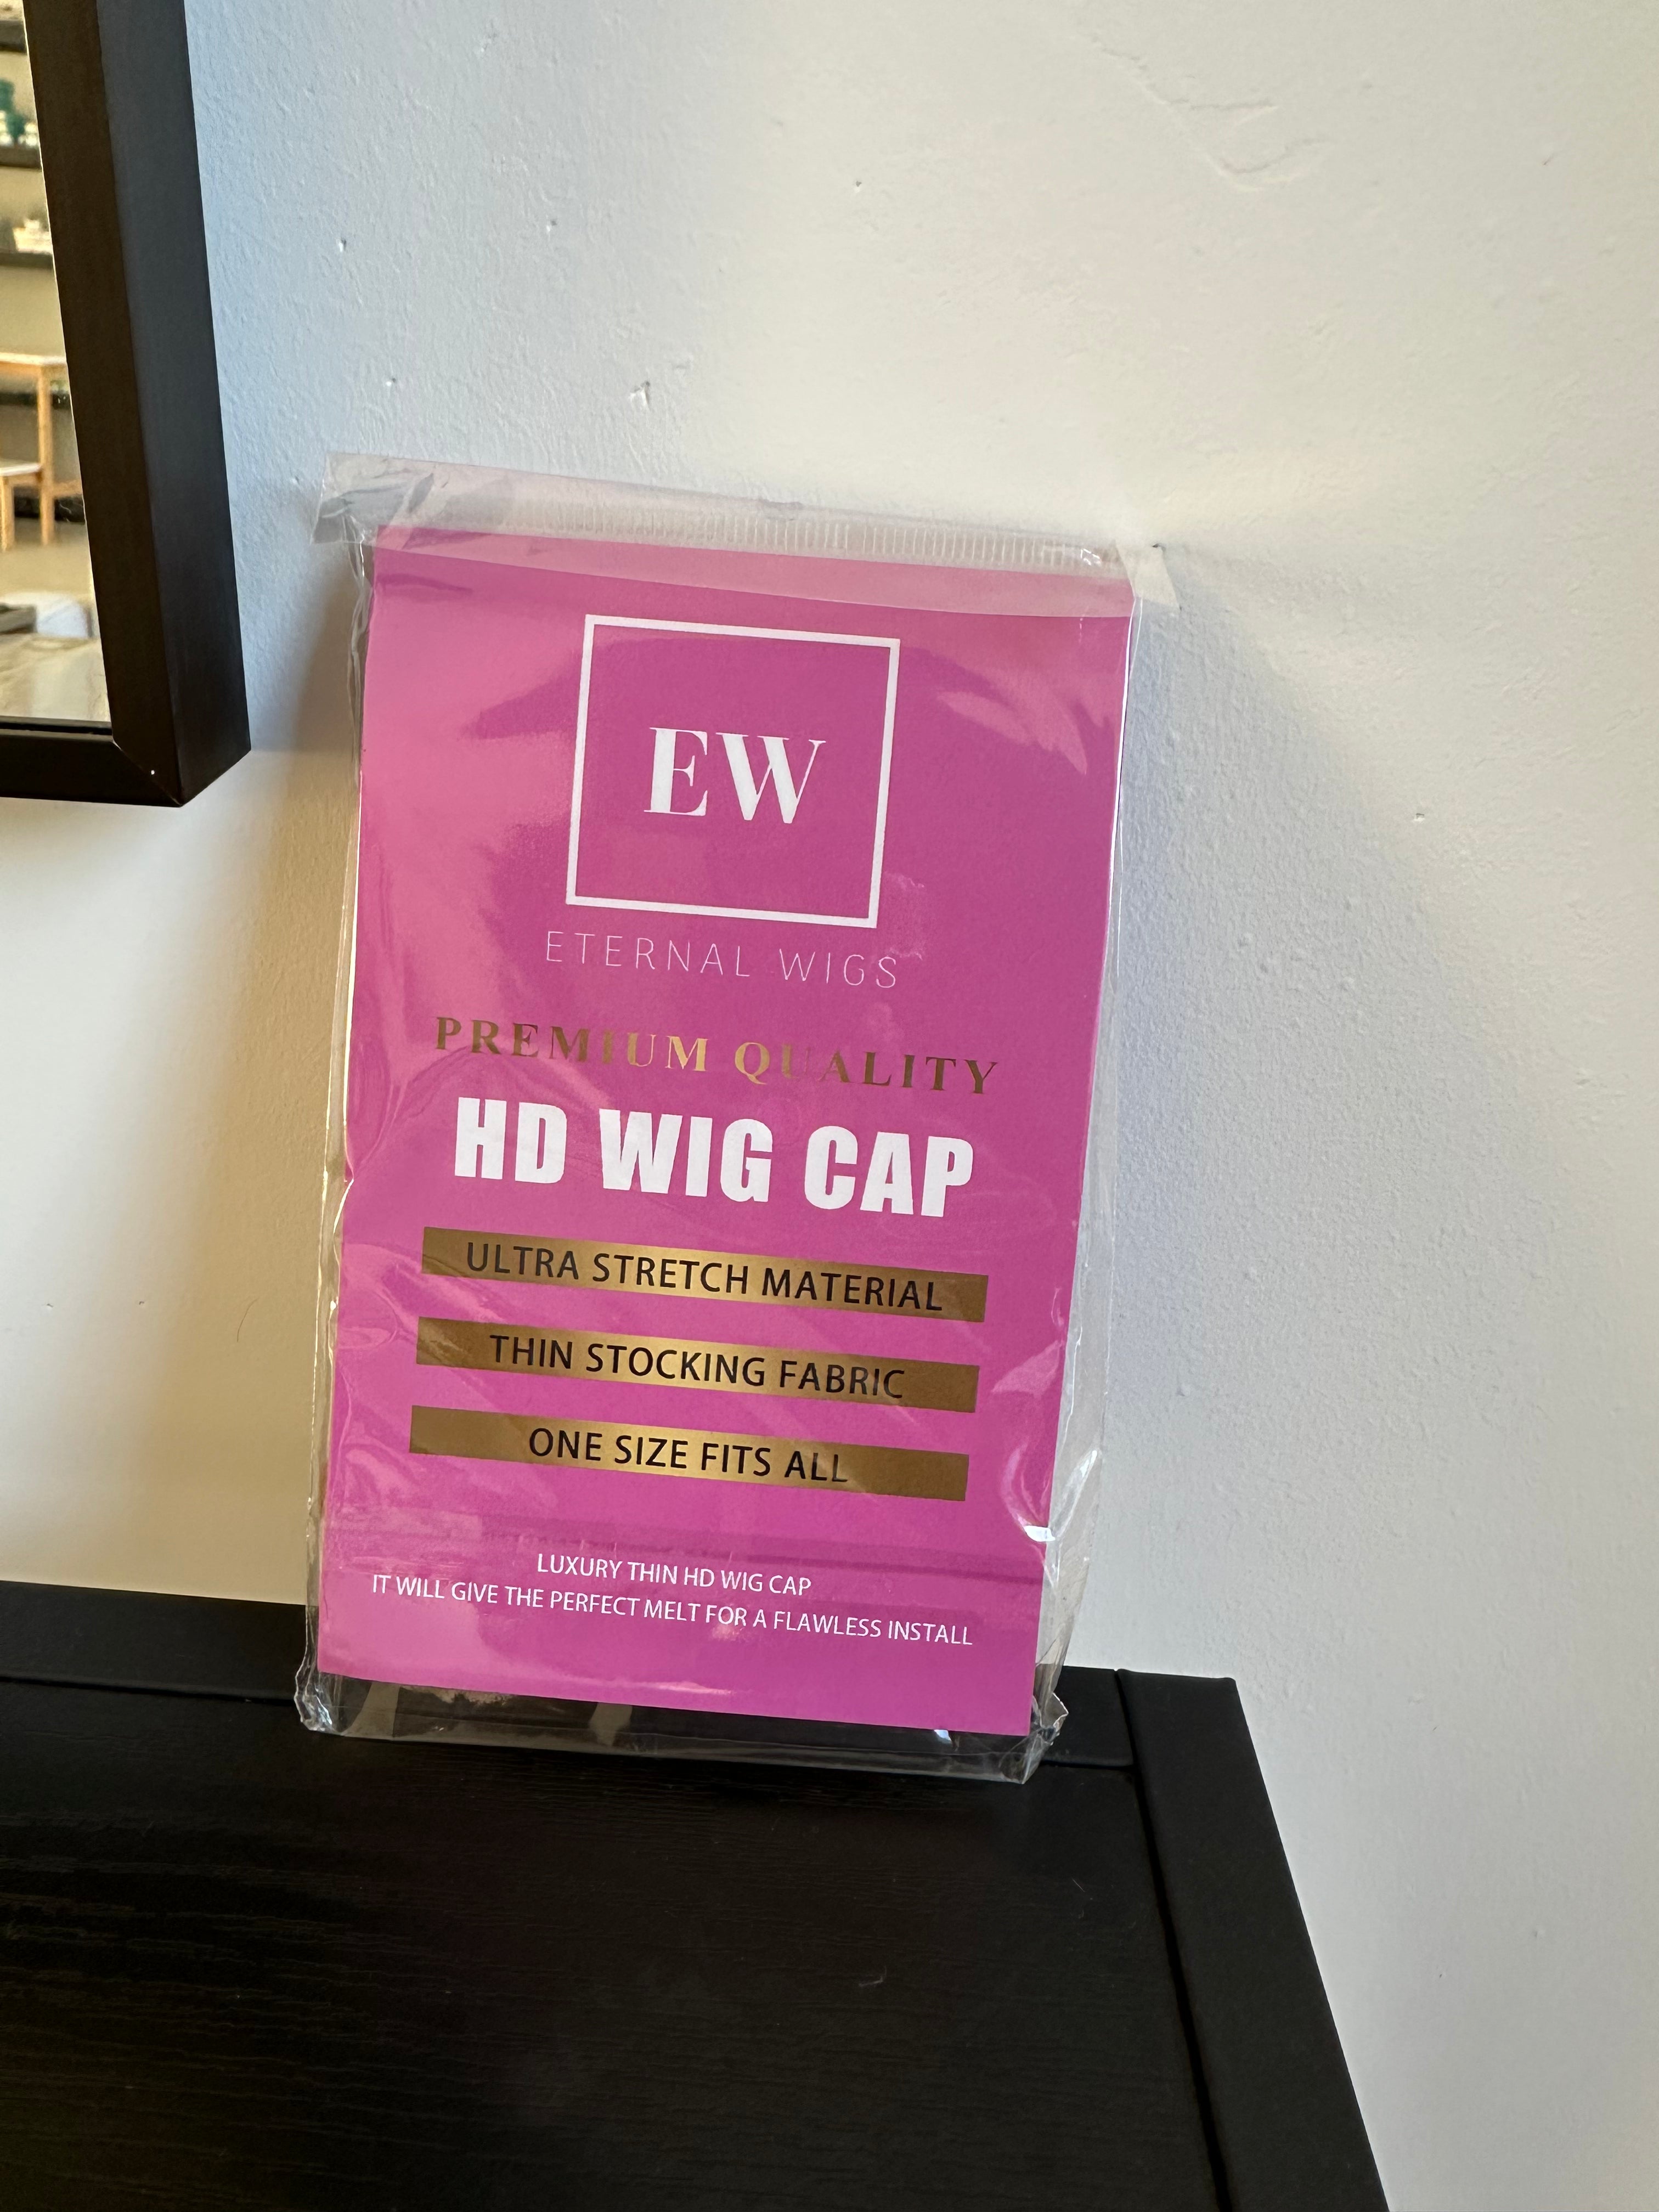 EW
ETERNAL WIGS
PREMIUM QUALITY
HD WIG CAP
ULTRA STRETCH MATERIAL
THIN STOCKING FABRIC
ONE SIZE FITS ALL
LUXURY THIN HD WIG CAP
IT WILL GIVE THE PERFECT MELT FOR A FLAWLESS INSTALL